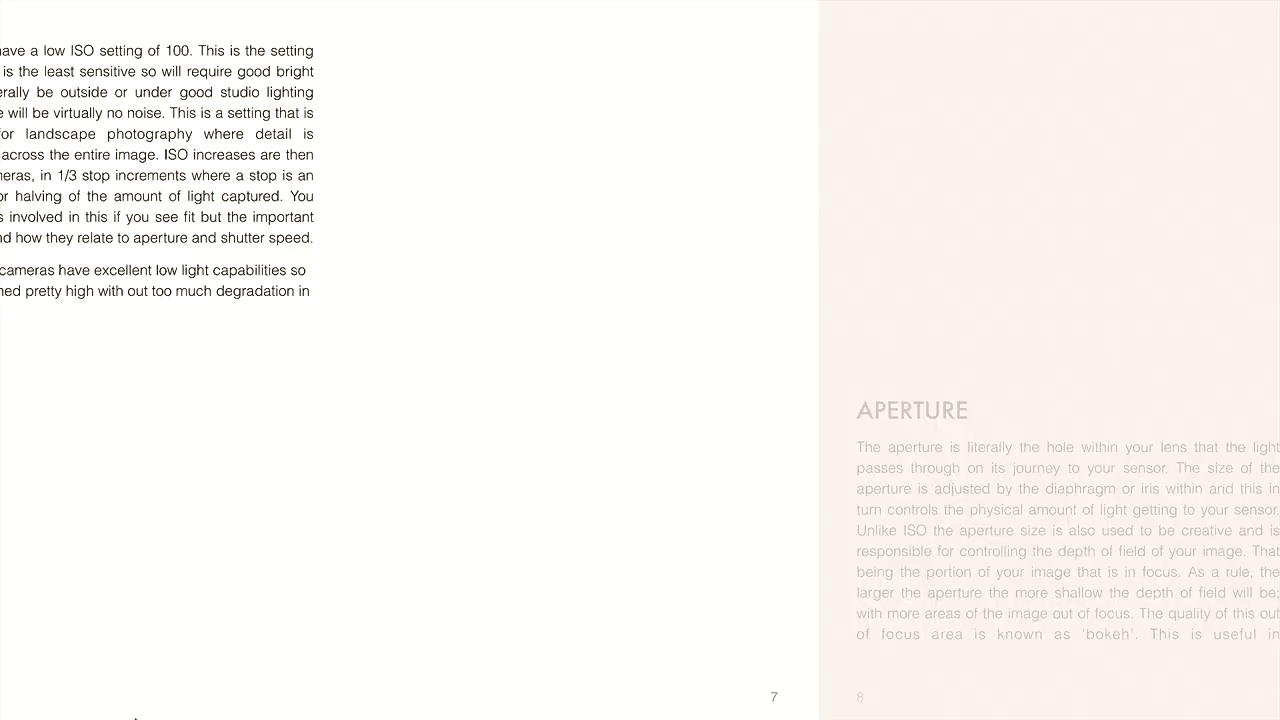 have a low ISO setting of 100. This is the setting
is the least sensitive so will require good bright
erally be outside or under good studio lighting
e will be virtually no noise. This is a setting that is
for landscape photography where detail is
across the entire image. ISO increases are then
neras, in 1/3 stop increments where a stop is an
or halving of the amount of light captured. You
s involved in this if you see fit but the important
nd how they relate to aperture and shutter speed.
cameras have excellent low light capabilities so
ned pretty high with out too much degradation in
7
APERTURE
The aperture is literally the hole within your lens that the light
passes through on its journey to your sensor. The size of the
aperture is adjusted by the diaphragm or iris within and this in
turn controls the physical amount of light getting to your sensor.
Unlike ISO the aperture size is also used to be creative and is
responsible for controlling the depth of field of your image. That
being the portion of your image that is in focus. As a rule, the
larger the aperture the more shallow the depth of field will be;
with more areas of the image out of focus. The quality of this out
of focus area is known as 'bokeh'. This is useful in
8